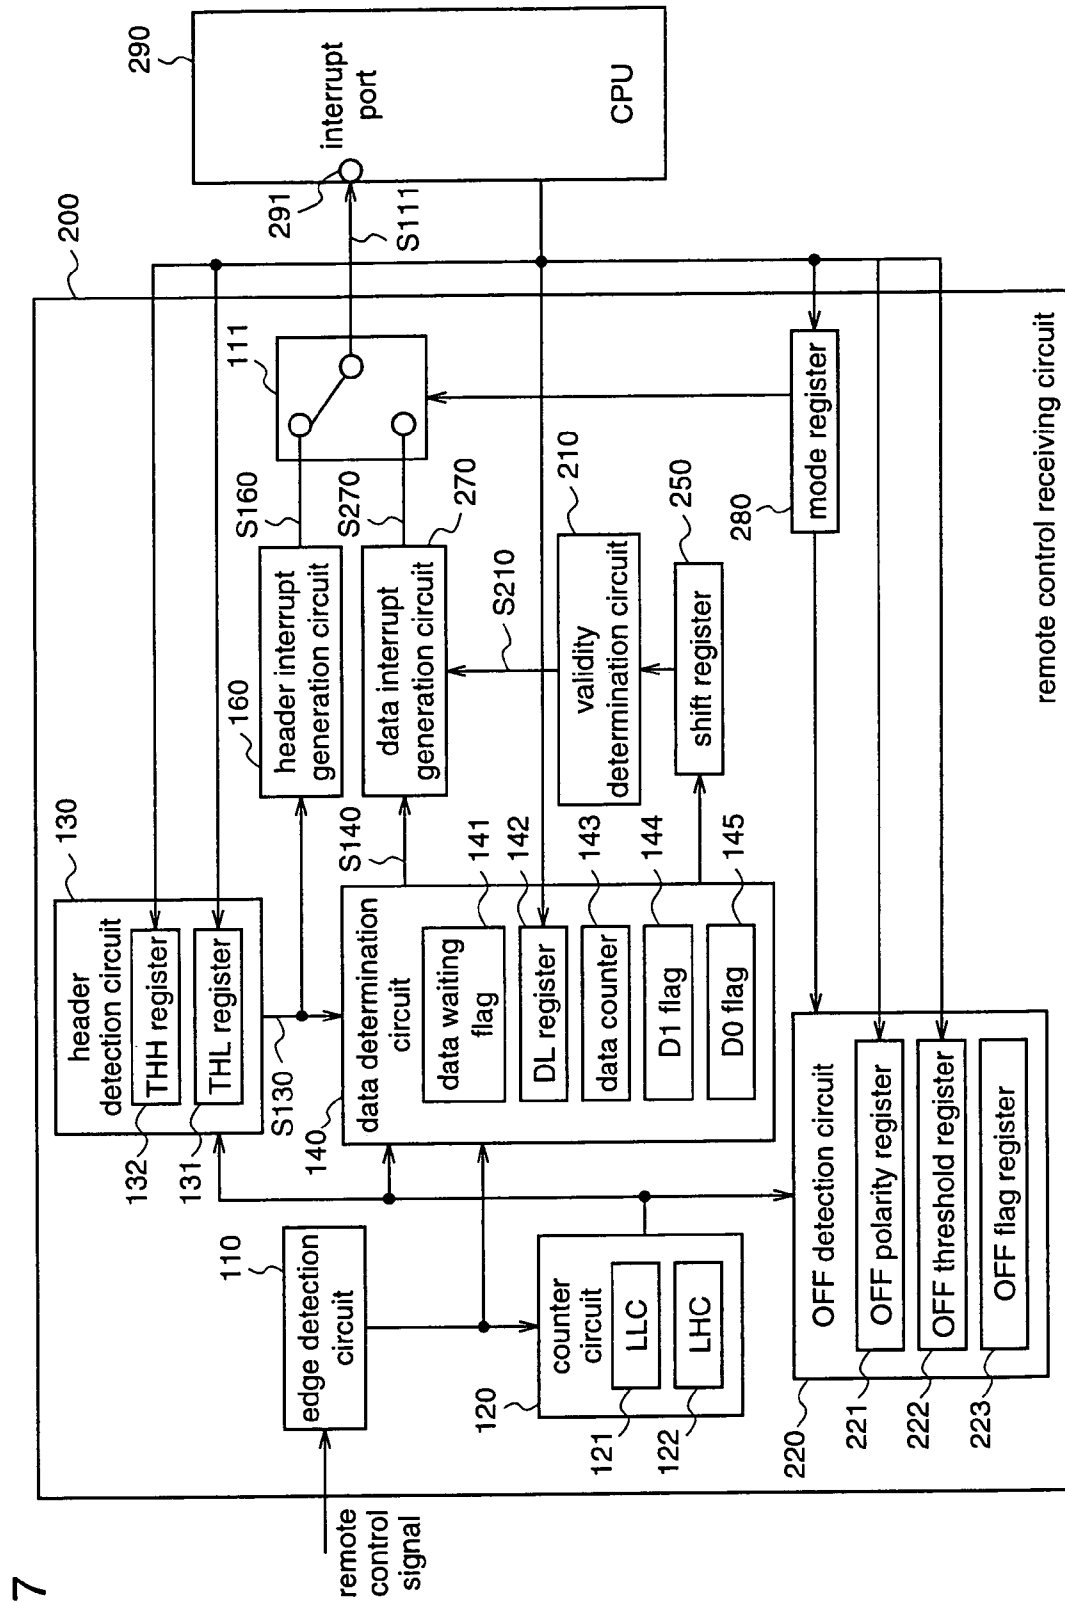 7
remote
control
signal
110
edge detection
circuit
120
counter
circuit
121
LLC
122
LHC
130
header
detection circuit
132
THH register
131
THL register
S130
140
data determination
circuit
data waiting
flag
141
DL register
142
data counter
143
D1 flag
144
D0 flag
145
S140
160
header interrupt
generation circuit
S160
data interrupt
generation circuit
270
S270
S210
validity
determination circuit
210
shift register
250
111
S111
200
290
291
interrupt
port
CPU
280
mode register
220
OFF detection circuit
221
OFF polarity register
222
OFF threshold register
223
OFF flag register
remote control receiving circuit